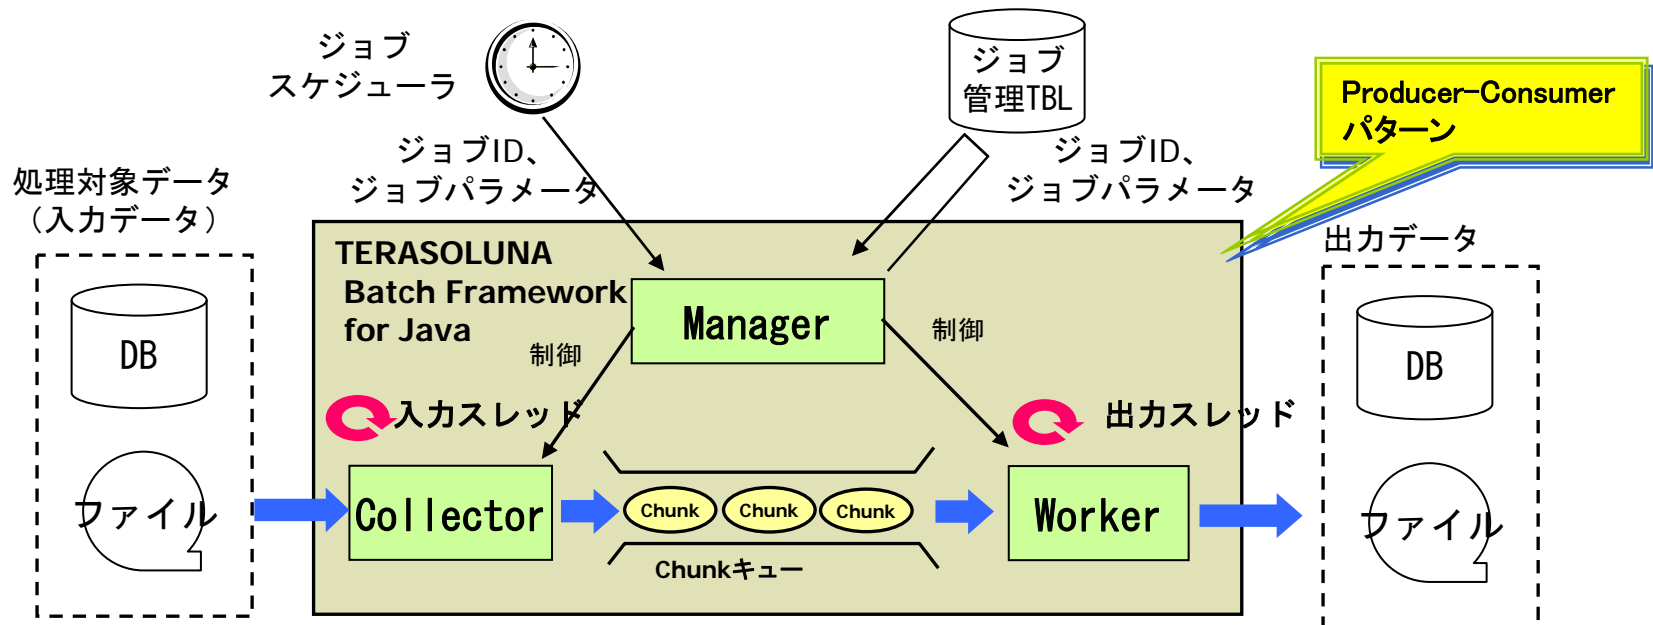 ジョブ
スケジューラ
ジョブ
管理TBL
Producer-Consumer
パターン
ジョブID、
ジョブパラメータ
ジョブID、
ジョブパラメータ
処理対象データ
（入力データ）
出力データ
TERASOLUNA
Batch Framework
for Java
Manager
制御
制御
DB
DB
入力スレッド
出力スレッド
ファイル
Collector
Chunk
Chunk
Chunk
Worker
ファイル
Chunkキュー